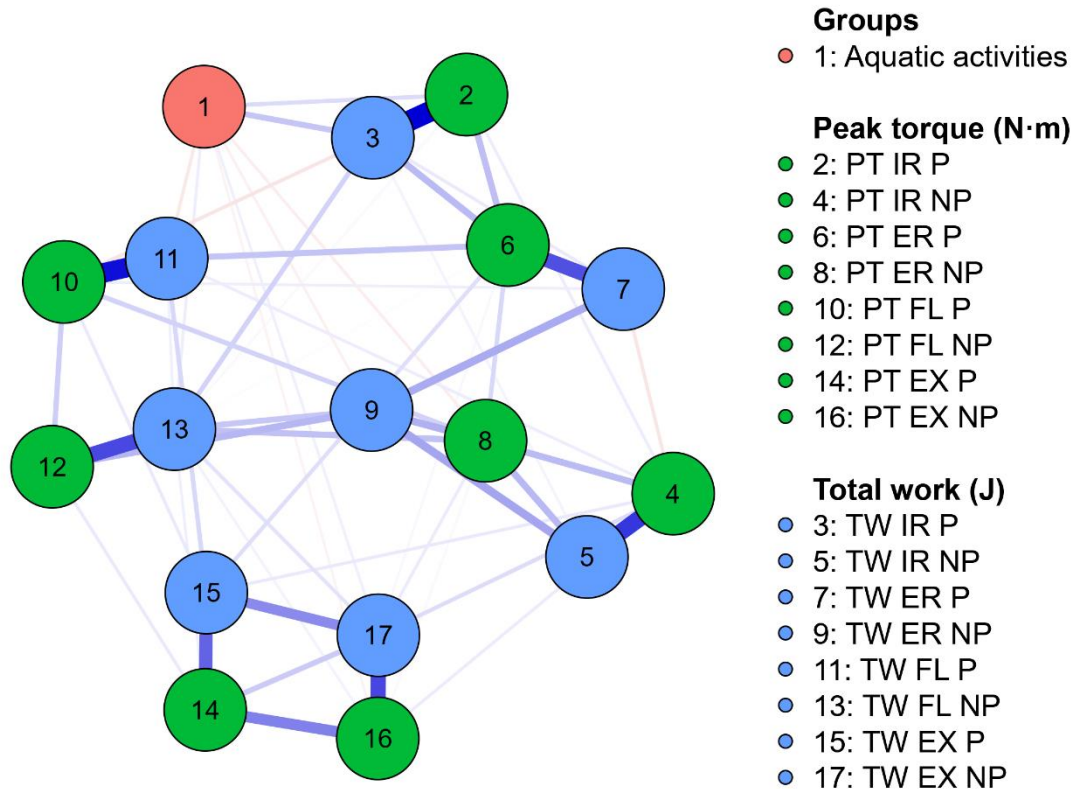 1
2
3
6
11
10
7
9
13
8
12
4
5
15
17
14
16
Groups
1: Aquatic activities
Peak torque (N·m)
2: PT IR P
4: PT IR NP
6: PT ER P
8: PT ER NP
10: PT FL P
12: PT FL NP
14: PT EX P
16: PT EX NP
Total work (J)
3: TW IR P
5: TW IR NP
7: TW ER P
9: TW ER NP
11: TW FL P
13: TW FL NP
15: TW EX P
17: TW EX NP